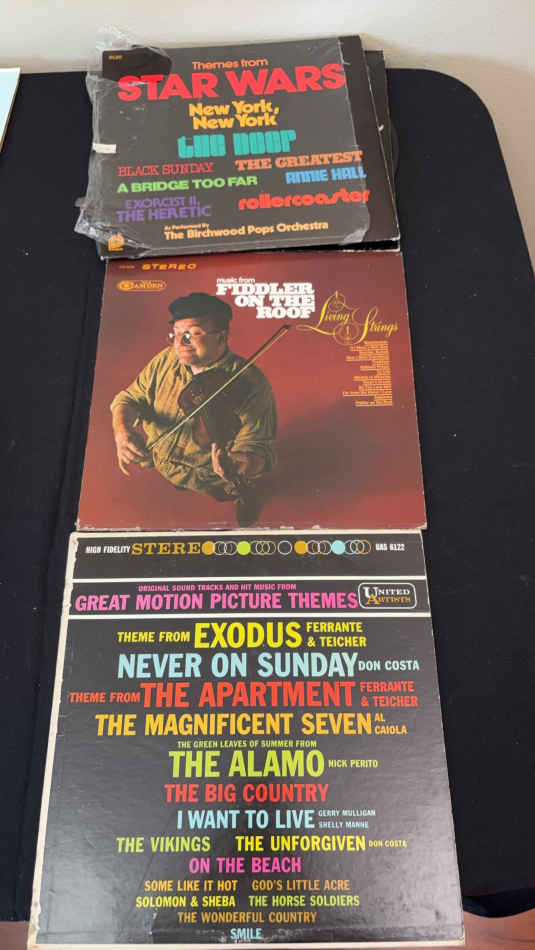 Themes from
STAR WARS
New York,
New York
the DEEP
BLACK SUNDAY THE GREATEST
A BRIDGE TOO FAR ANNIE HALL
EXORCIST II,
THE HERETIC
rollercoaster
As Performed By
The Birchwood Pops Orchestra
STEREO
CAMDEN
music from
FIDDLER
ON THE
ROOF
Living Strings
HIGH FIDELITY STEREO UAS 6122
ORIGINAL SOUND TRACKS AND HIT MUSIC FROM
GREAT MOTION PICTURE THEMES
UNITED
ARTISTS
THEME FROM EXODUS FERRANTE
& TEICHER
NEVER ON SUNDAY DON COSTA
THEME FROM THE APARTMENT FERRANTE
& TEICHER
THE MAGNIFICENT SEVEN AL
CAIOLA
THE GREEN LEAVES OF SUMMER FROM
THE ALAMO NICK PERITO
THE BIG COUNTRY
I WANT TO LIVE GERRY MULLIGAN
SHELLY MANNE
THE VIKINGS THE UNFORGIVEN DON COSTA
ON THE BEACH
SOME LIKE IT HOT GOD'S LITTLE ACRE
SOLOMON & SHEBA THE HORSE SOLDIERS
THE WONDERFUL COUNTRY
SMILE